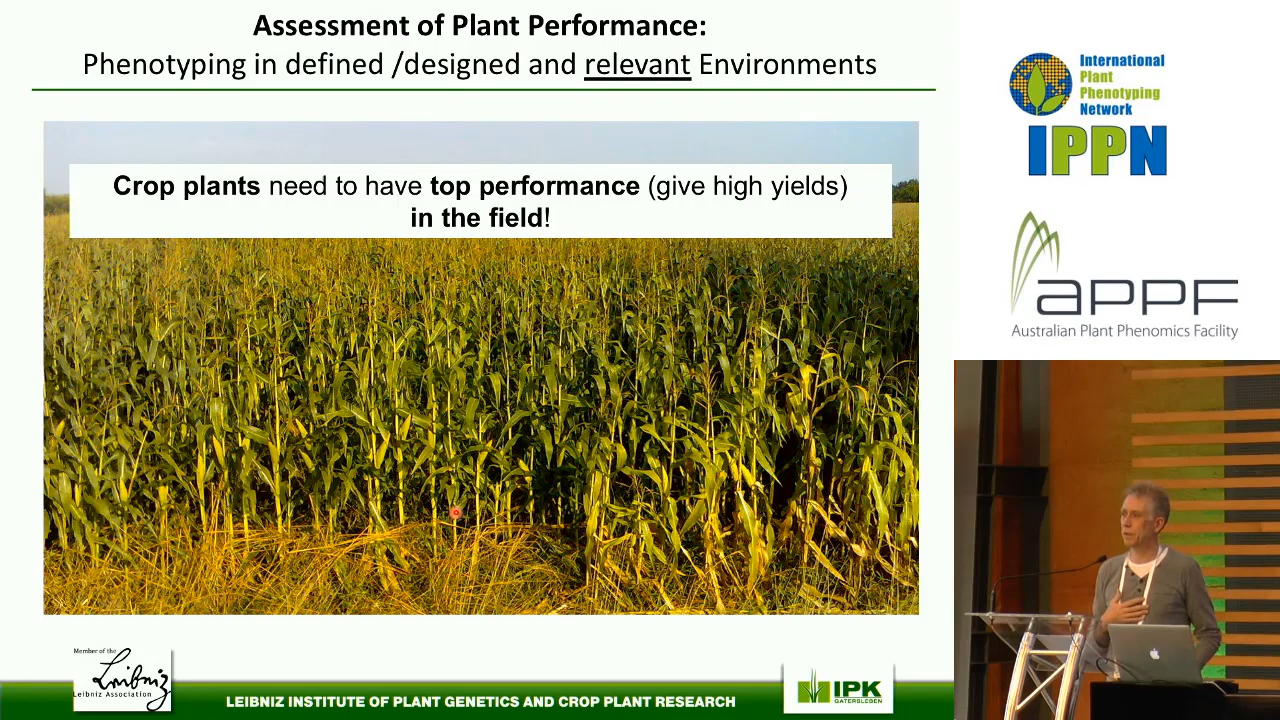 Assessment of Plant Performance:
Phenotyping in defined /designed and relevant Environments
Crop plants need to have top performance (give high yields)
in the field!
Member of the
Leibniz
Leibniz Association
LEIBNIZ INSTITUTE OF PLANT GENETICS AND CROP PLANT RESEARCH
IPK
GATERSLEBEN
International
Plant
Phenotyping
Network
IPPN
aPPF
Australian Plant Phenomics Facility